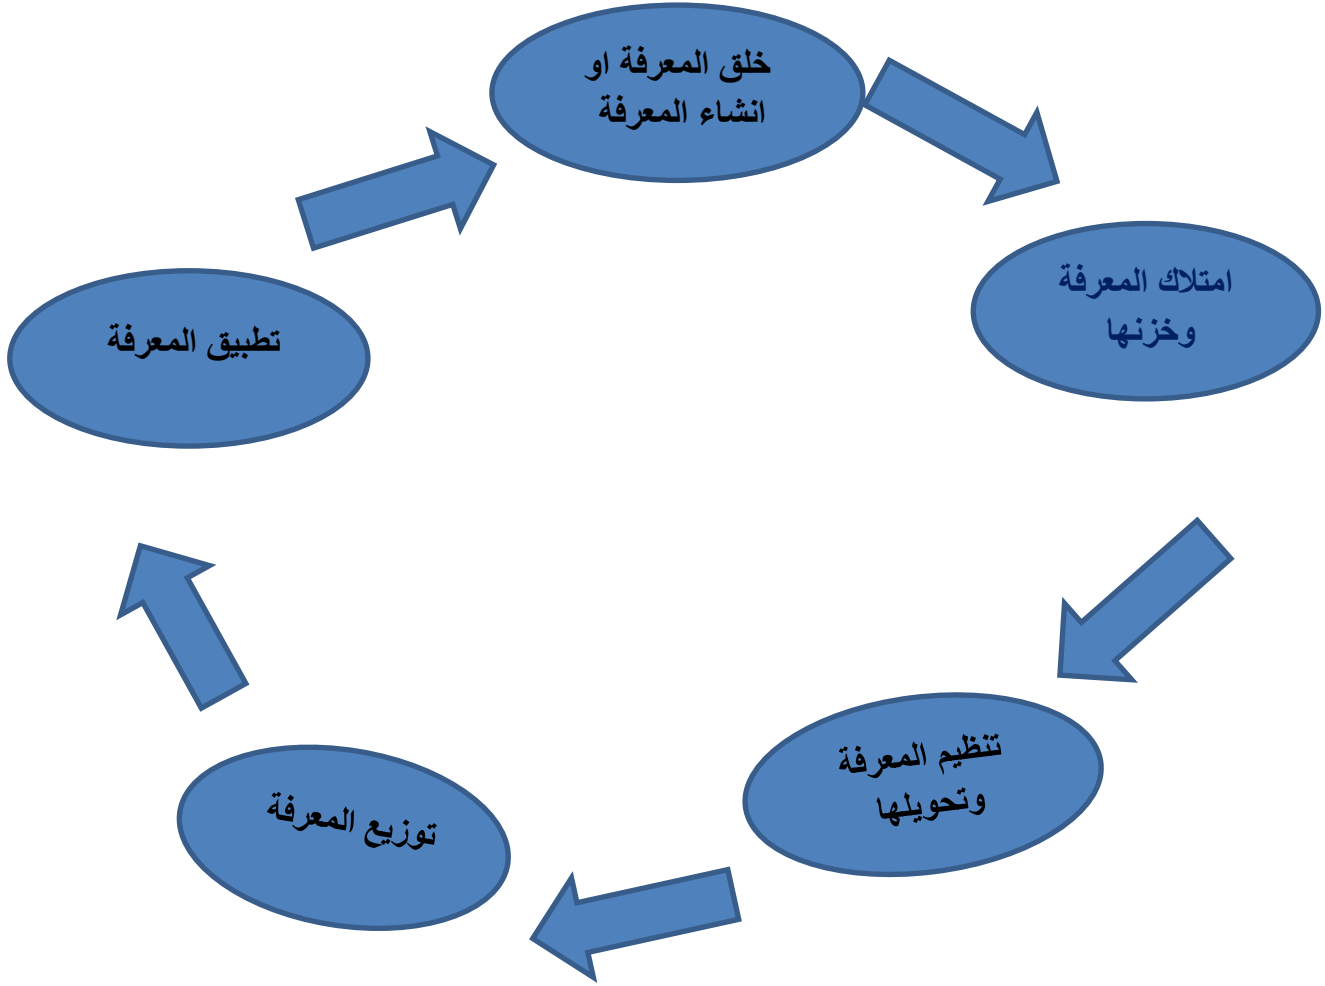 خلق المعرفة او
انشاء المعرفة
امتلاك المعرفة
وخزنها
تنظيم المعرفة
وتحويلها
توزيع المعرفة
تطبيق المعرفة